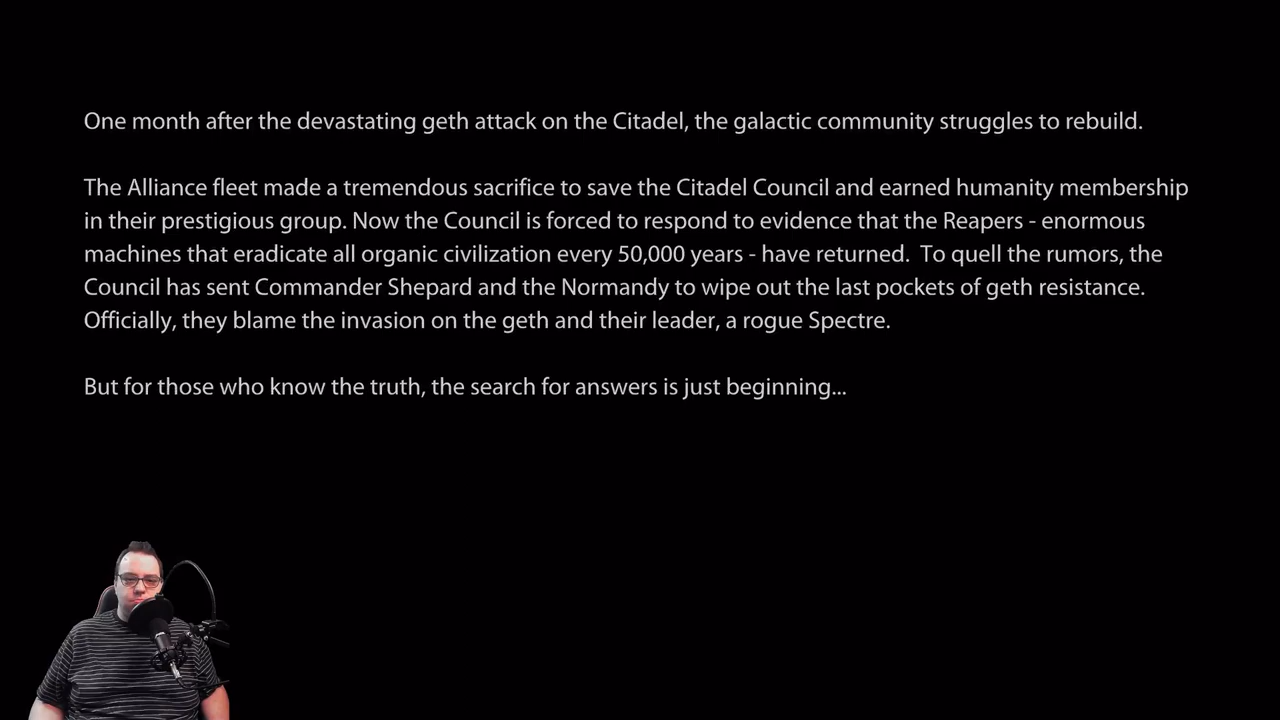 One month after the devastating geth attack on the Citadel, the galactic community struggles to rebuild.
The Alliance fleet made a tremendous sacrifice to save the Citadel Council and earned humanity membership
in their prestigious group. Now the Council is forced to respond to evidence that the Reapers - enormous
machines that eradicate all organic civilization every 50,000 years - have returned.  To quell the rumors, the
Council has sent Commander Shepard and the Normandy to wipe out the last pockets of geth resistance.
Officially, they blame the invasion on the geth and their leader, a rogue Spectre.
But for those who know the truth, the search for answers is just beginning...